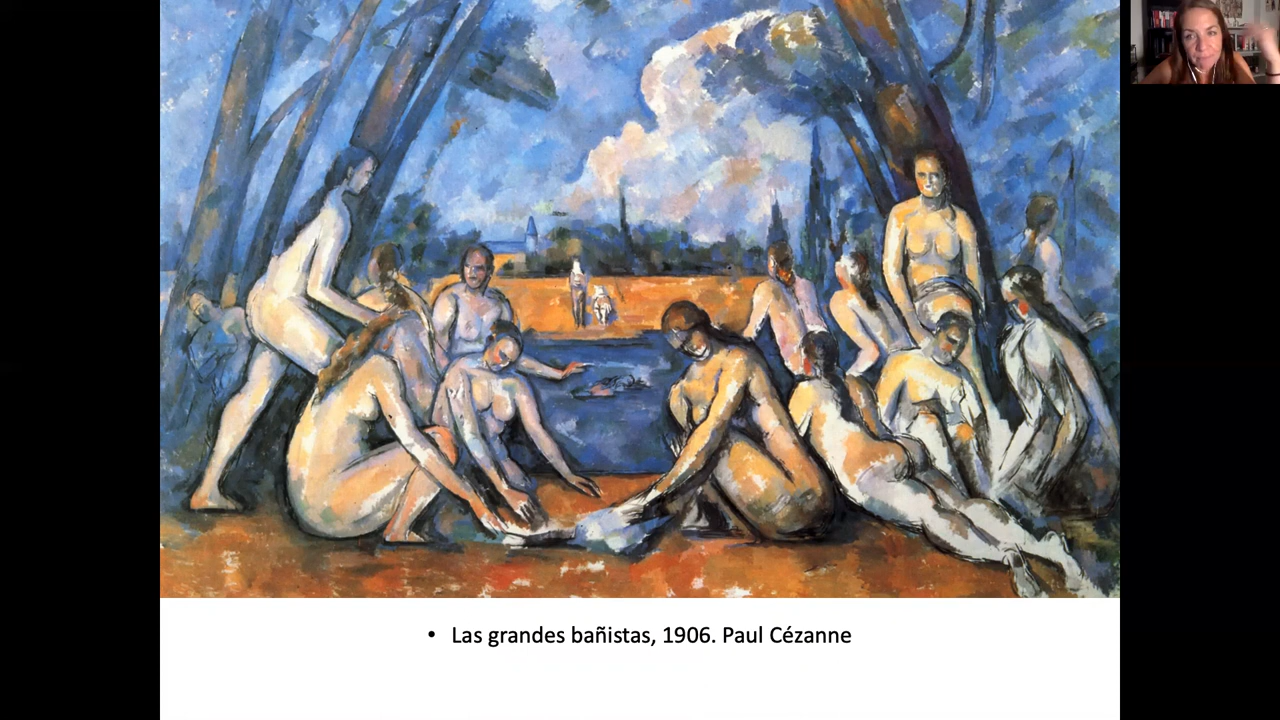 • Las grandes bañistas, 1906. Paul Cézanne